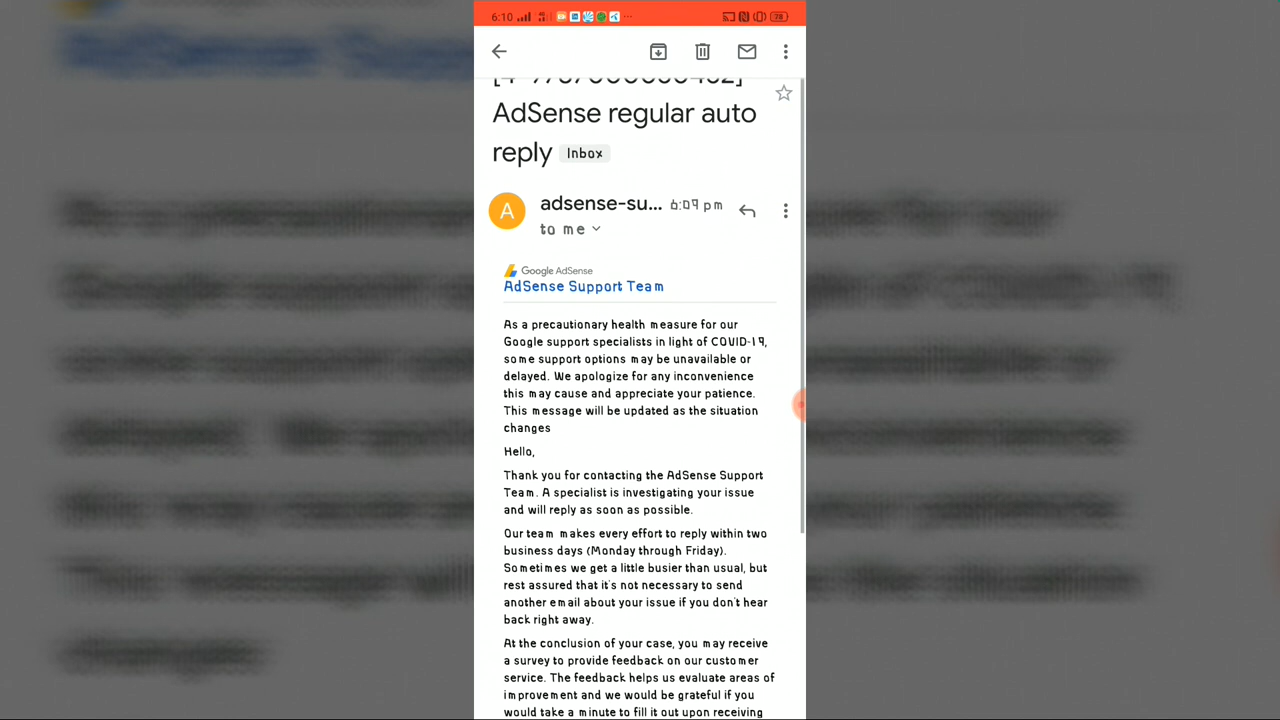 6:10
AdSense regular auto
reply Inbox
A
adsense-su... 6:09 pm
to me
Google AdSense
AdSense Support Team
As a precautionary health measure for our
Google support specialists in light of COVID-19,
some support options may be unavailable or
delayed. We apologize for any inconvenience
this may cause and appreciate your patience.
This message will be updated as the situation
changes
Hello,
Thank you for contacting the AdSense Support
Team. A specialist is investigating your issue
and will reply as soon as possible.
Our team makes every effort to reply within two
business days (Monday through Friday).
Sometimes we get a little busier than usual, but
rest assured that it's not necessary to send
another email about your issue if you don't hear
back right away.
At the conclusion of your case, you may receive
a survey to provide feedback on our customer
service. The feedback helps us evaluate areas of
improvement and we would be grateful if you
would take a minute to fill it out upon receiving